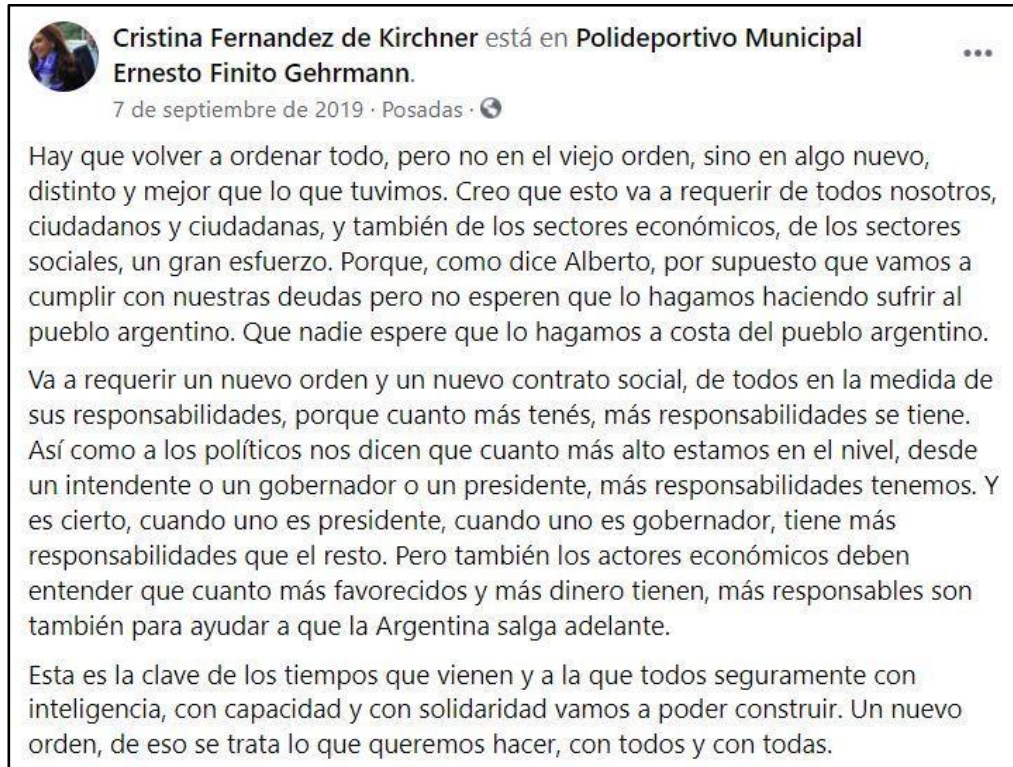 Cristina Fernandez de Kirchner está en Polideportivo Municipal
Ernesto Finito Gehrmann.
7 de septiembre de 2019 · Posadas ·
Hay que volver a ordenar todo, pero no en el viejo orden, sino en algo nuevo,
distinto y mejor que lo que tuvimos. Creo que esto va a requerir de todos nosotros,
ciudadanos y ciudadanas, y también de los sectores económicos, de los sectores
sociales, un gran esfuerzo. Porque, como dice Alberto, por supuesto que vamos a
cumplir con nuestras deudas pero no esperen que lo hagamos haciendo sufrir al
pueblo argentino. Que nadie espere que lo hagamos a costa del pueblo argentino.
Va a requerir un nuevo orden y un nuevo contrato social, de todos en la medida de
sus responsabilidades, porque cuanto más tenés, más responsabilidades se tiene.
Así como a los políticos nos dicen que cuanto más alto estamos en el nivel, desde
un intendente o un gobernador o un presidente, más responsabilidades tenemos. Y
es cierto, cuando uno es presidente, cuando uno es gobernador, tiene más
responsabilidades que el resto. Pero también los actores económicos deben
entender que cuanto más favorecidos y más dinero tienen, más responsables son
también para ayudar a que la Argentina salga adelante.
Esta es la clave de los tiempos que vienen y a la que todos seguramente con
inteligencia, con capacidad y con solidaridad vamos a poder construir. Un nuevo
orden, de eso se trata lo que queremos hacer, con todos y con todas.